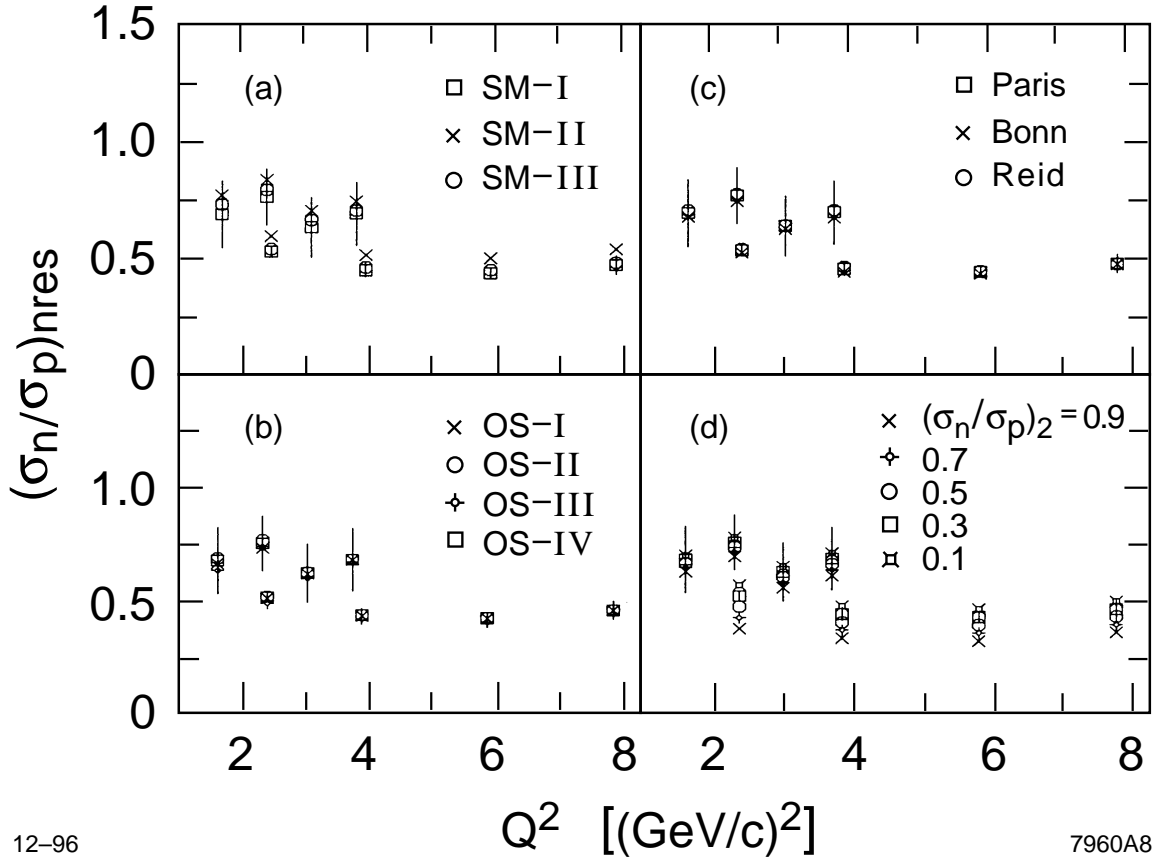 1.5
1.0
0.5
0
1.0
0.5
0
(σn/σp)nres
(a)
SM−I
SM−II
SM−III
(c)
Paris
Bonn
Reid
(b)
OS−I
OS−II
OS−III
OS−IV
(d)
(σn/σp)2 = 0.9
0.7
0.5
0.3
0.1
2 4 6 8 2 4 6 8
Q² [(GeV/c)²]
12–96
7960A8